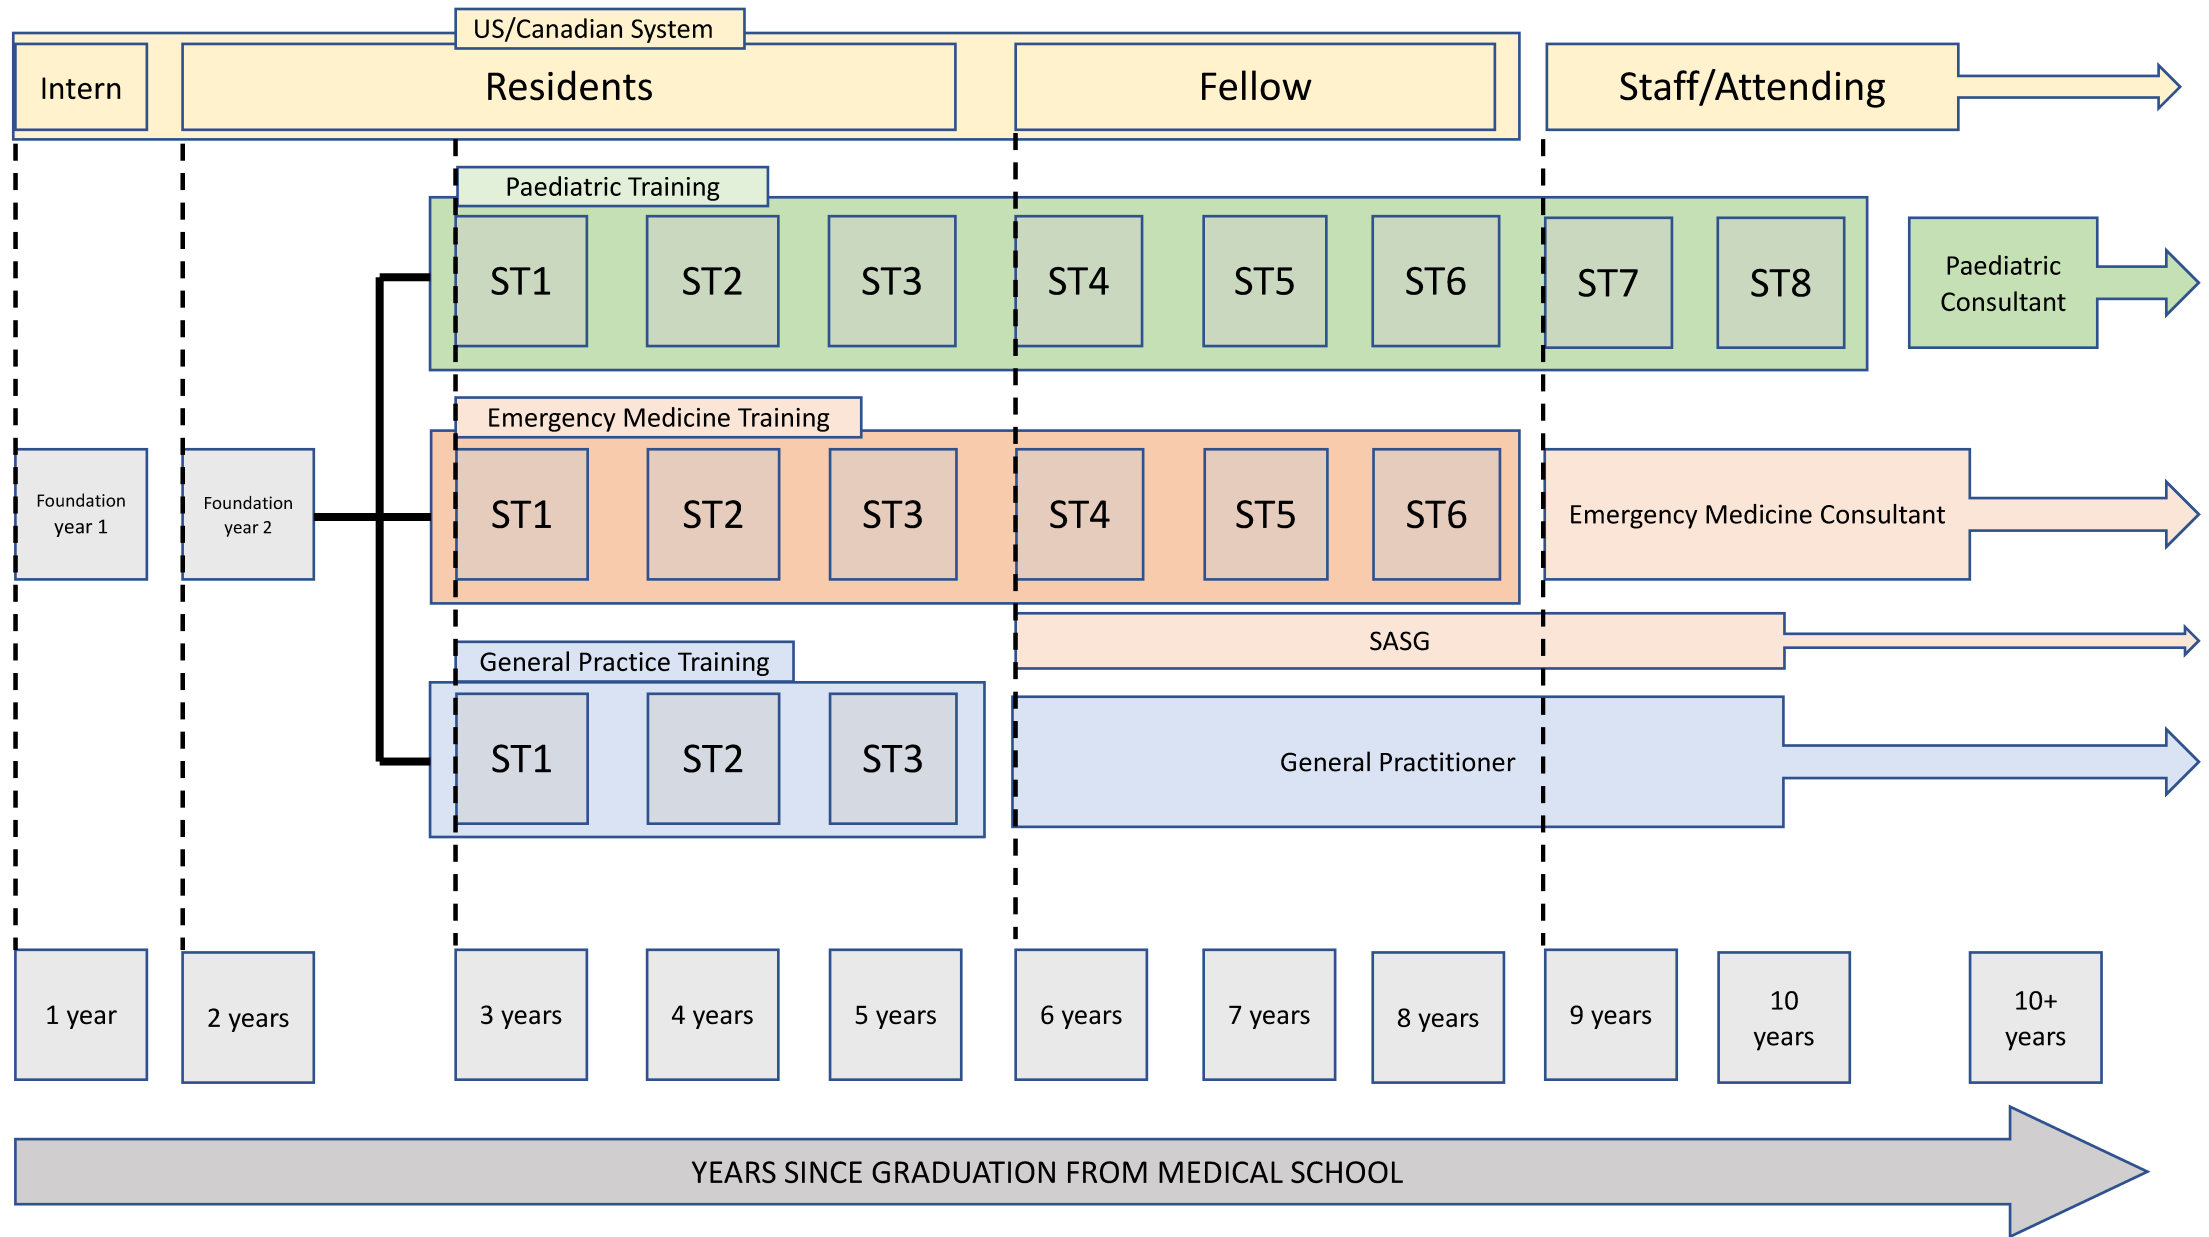 US/Canadian System
Intern
Residents
Fellow
Staff/Attending
Paediatric Training
ST1
ST2
ST3
ST4
ST5
ST6
ST7
ST8
Paediatric
Consultant
Emergency Medicine Training
Foundation
year 1
Foundation
year 2
ST1
ST2
ST3
ST4
ST5
ST6
Emergency Medicine Consultant
SASG
General Practice Training
ST1
ST2
ST3
General Practitioner
1 year
2 years
3 years
4 years
5 years
6 years
7 years
8 years
9 years
10
years
10+
years
YEARS SINCE GRADUATION FROM MEDICAL SCHOOL